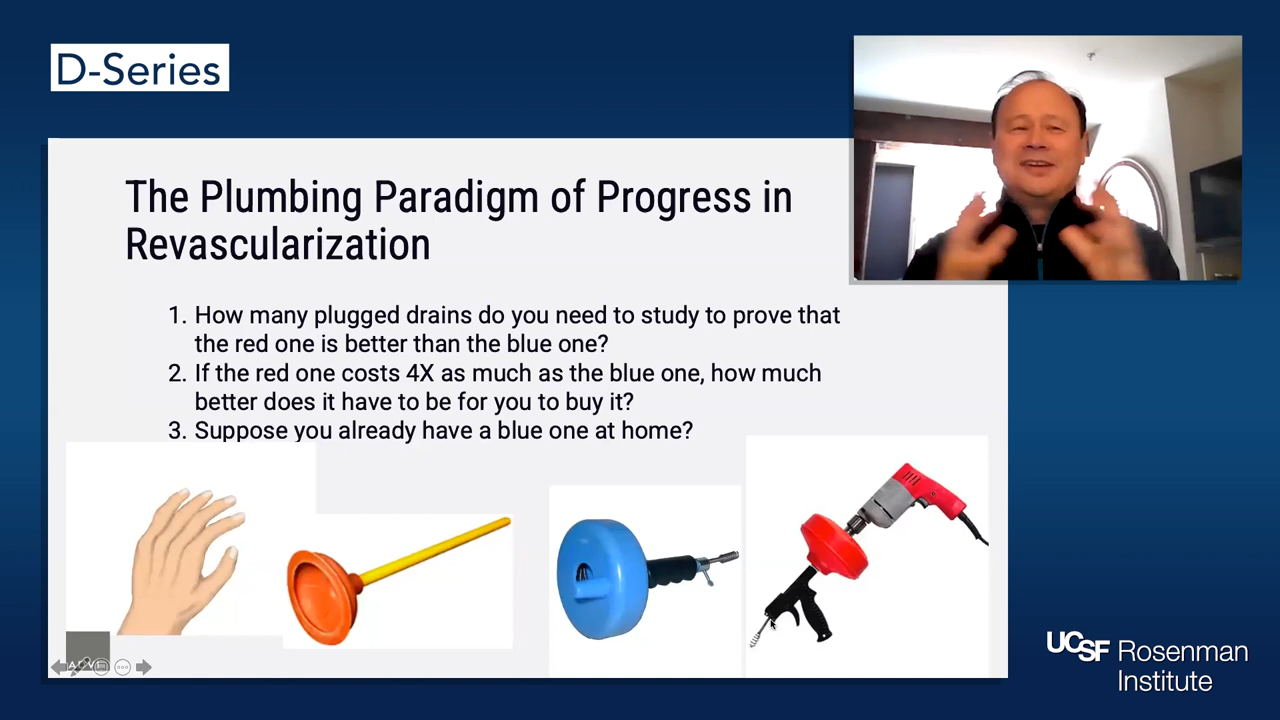 D-Series
The Plumbing Paradigm of Progress in
Revascularization
1. How many plugged drains do you need to study to prove that
the red one is better than the blue one?
2. If the red one costs 4X as much as the blue one, how much
better does it have to be for you to buy it?
3. Suppose you already have a blue one at home?
ADVI
UCSF Rosenman
Institute